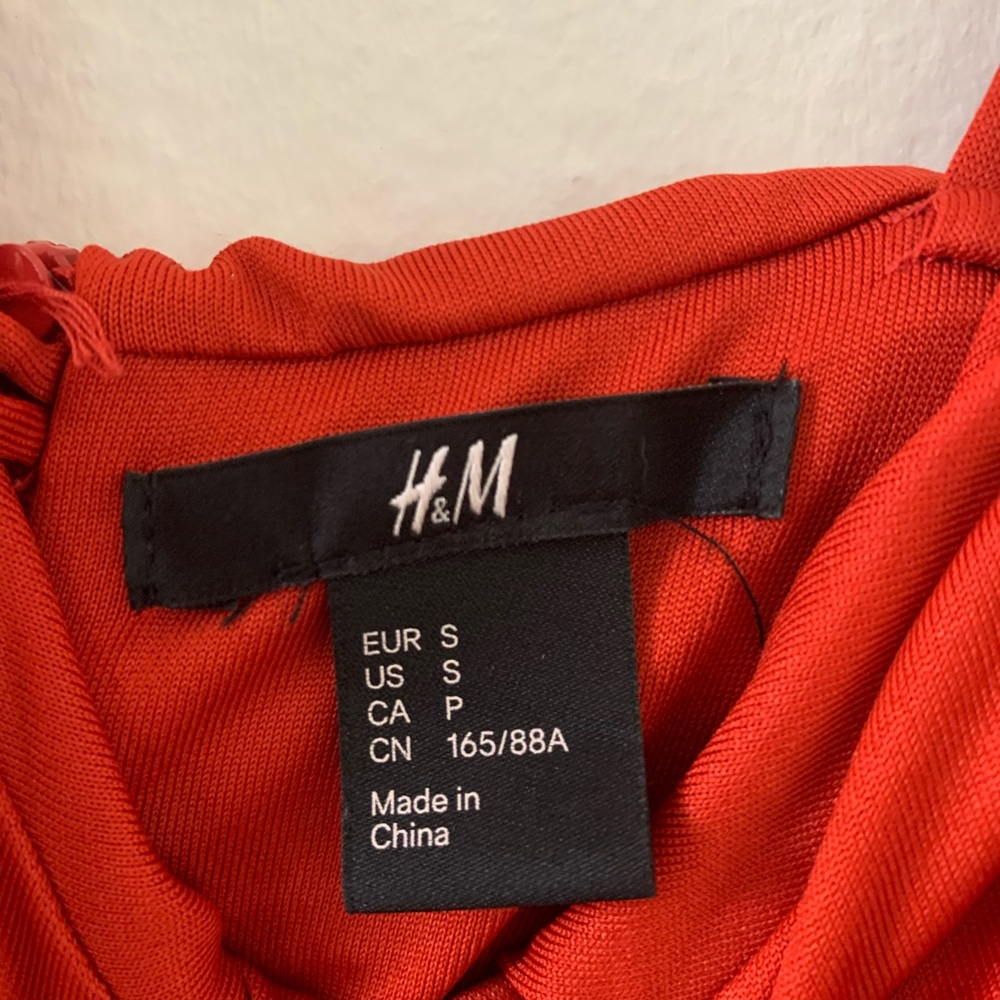 H&M
EUR S
US S
CA P
CN 165/88A
Made in
China